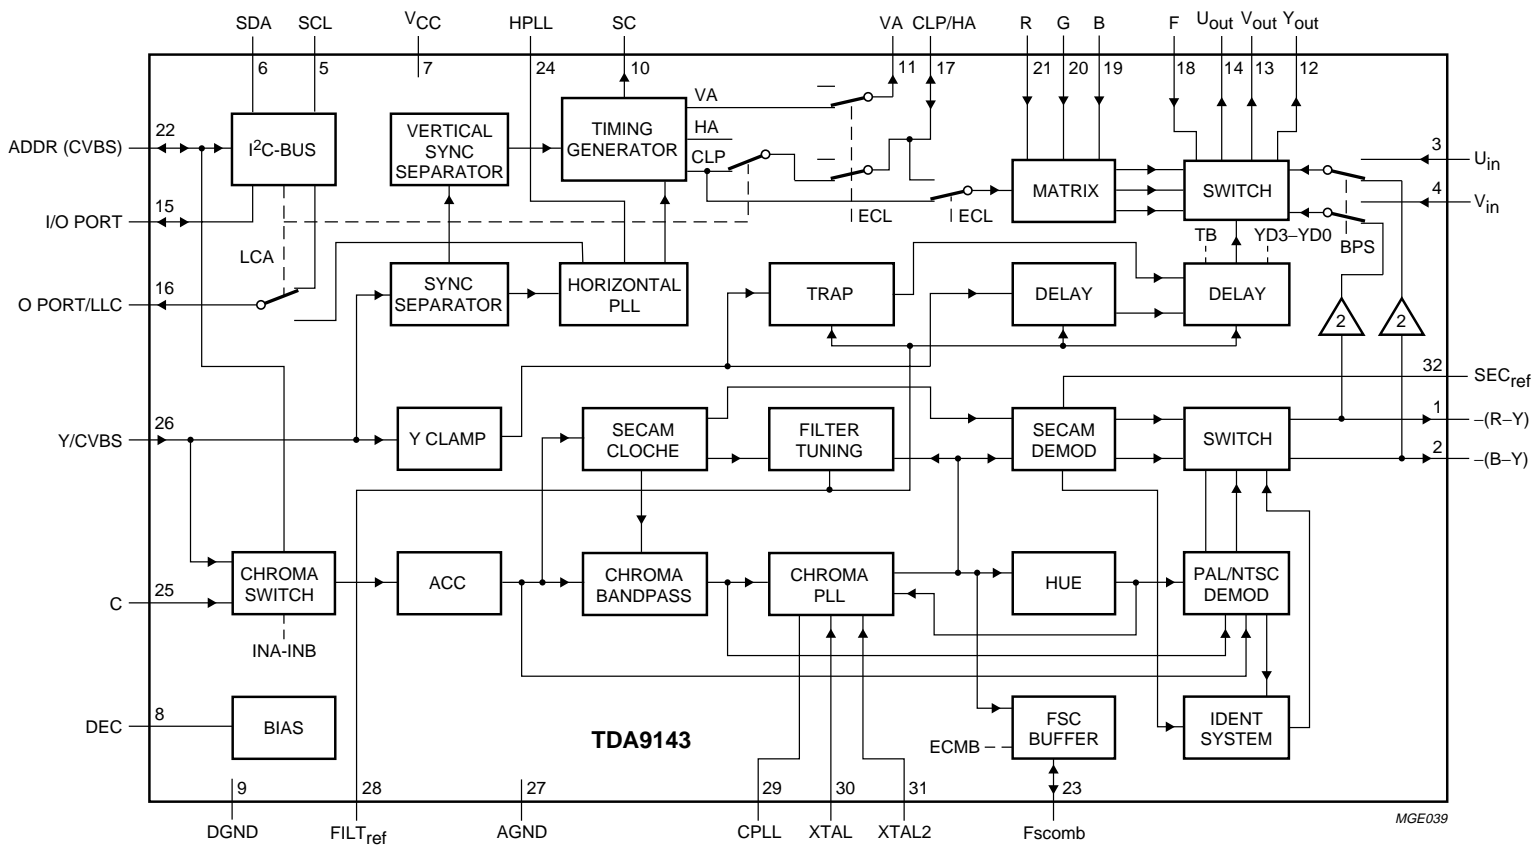 SDA SCL VCC HPLL SC VA CLP/HA R G B F Uout Vout Yout
6 5 7 24 10 11 17 21 20 19 18 14 13 12
VA
HA
CLP
ADDR (CVBS) 22
I2C-BUS
VERTICAL
SYNC
SEPARATOR
TIMING
GENERATOR
MATRIX
SWITCH
3 Uin
4 Vin
I/O PORT 15
ECL
ECL
TB
YD3–YD0
BPS
LCA
O PORT/LLC 16
SYNC
SEPARATOR
HORIZONTAL
PLL
TRAP
DELAY
DELAY
2
2
32 SECref
Y/CVBS 26
Y CLAMP
SECAM
CLOCHE
FILTER
TUNING
SECAM
DEMOD
SWITCH
1 –(R–Y)
2 –(B–Y)
C 25
CHROMA
SWITCH
ACC
CHROMA
BANDPASS
CHROMA
PLL
HUE
PAL/NTSC
DEMOD
INA-INB
DEC 8
BIAS
TDA9143
ECMB
FSC
BUFFER
IDENT
SYSTEM
9 28 27 29 30 31 23
DGND FILTref AGND CPLL XTAL XTAL2 Fscomb
MGE039